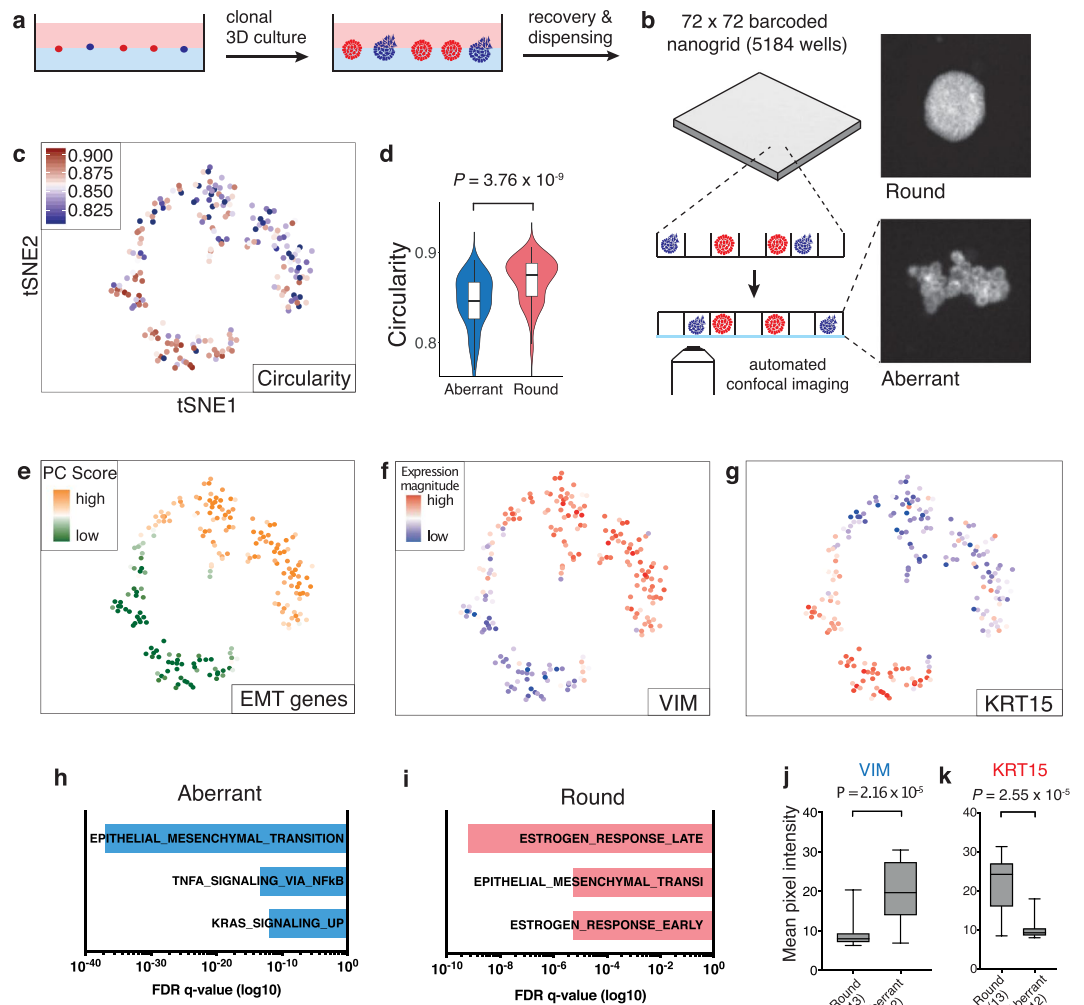 a
clonal
3D culture
recovery &
dispensing
b
72 x 72 barcoded
nanogrid (5184 wells)
Round
Aberrant
automated
confocal imaging
c
0.900
0.875
0.850
0.825
tSNE2
tSNE1
Circularity
d
P = 3.76 x 10-9
Circularity
0.9
0.8
Aberrant
Round
e
PC Score
high
low
EMT genes
f
Expression
magnitude
high
low
VIM
g
KRT15
h
Aberrant
EPITHELIAL_MESENCHYMAL_TRANSITION
TNFA_SIGNALING_VIA_NFkB
KRAS_SIGNALING_UP
10-40 10-30 10-20 10-10 100
FDR q-value (log10)
i
Round
ESTROGEN_RESPONSE_LATE
EPITHELIAL_MESENCHYMAL_TRANSI
ESTROGEN_RESPONSE_EARLY
10-10 10-8 10-6 10-4 10-2 100
FDR q-value (log10)
j
VIM
P = 2.16 x 10-5
Mean pixel intensity
40
30
20
10
0
Round
k
KRT15
P = 2.55 x 10-5
40
30
20
10
0
Round